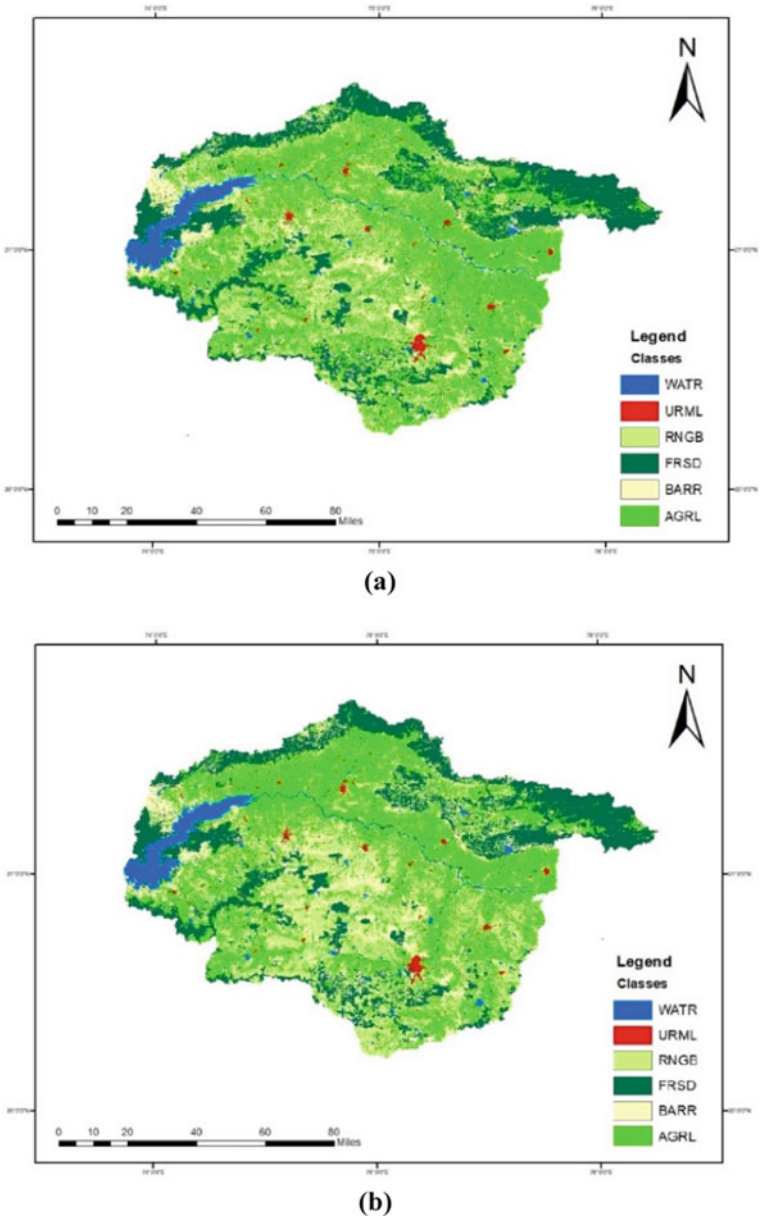 N
Legend
Classes
WATR
URML
RNGB
FRSD
BARR
AGRL
0 10 20 40 60 80
Miles
(a)
N
Legend
Classes
WATR
URML
RNGB
FRSD
BARR
AGRL
0 10 20 40 60 80
Miles
(b)